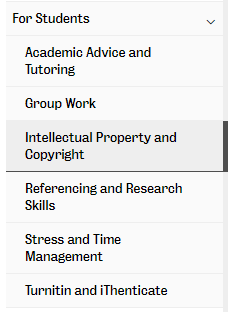 For Students
Academic Advice and
Tutoring
Group Work
Intellectual Property and
Copyright
Referencing and Research
Skills
Stress and Time
Management
Turnitin and iThenticate